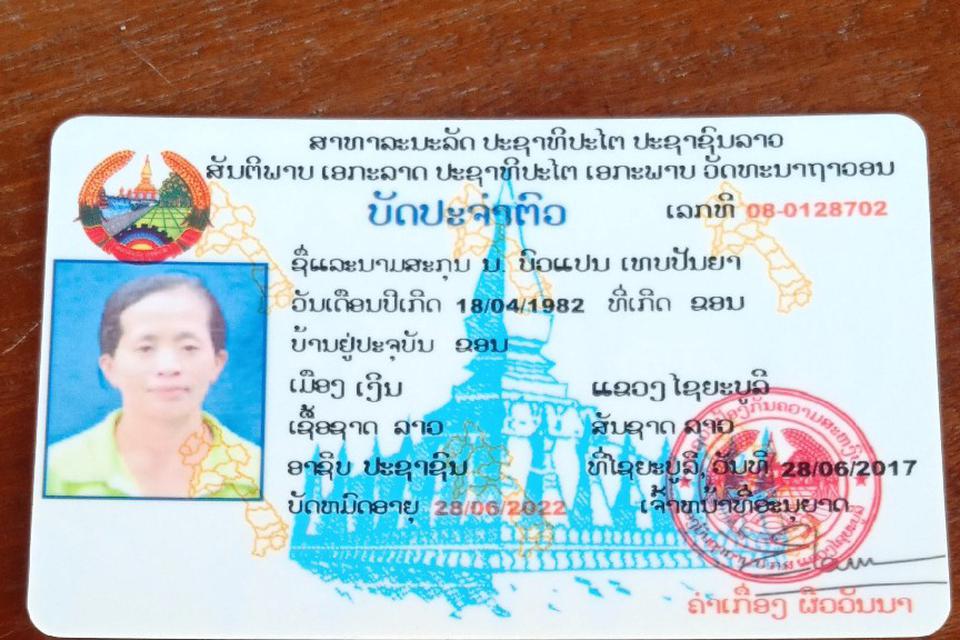 ສາທາລະນະລັດ ປະຊາທິປະໄຕ ປະຊາຊົນລາວ
ສັນຕິພາບ ເອກະລາດ ປະຊາທິປະໄຕ ເອກະພາບ ວັດທະນາຖາວອນ
ບັດປະຈຳຕົວ ເລກທີ 08-0128702
ຊື່ແລະນາມສະກຸນ ນ. ບົວແປນ ເທບປັນຍາ
ວັນເດືອນປີເກີດ 18/04/1982 ທີ່ເກີດ ຂອນ
ບ້ານຢູ່ປະຈຸບັນ ຂອນ
ເມືອງ ເງິນ ແຂວງ ໄຊຍະບູລີ
ເຊື້ອຊາດ ລາວ ສັນຊາດ ລາວ
ອາຊີບ ປະຊາຊົນ ທີ່ໄຊຍະບູລີ, ວັນທີ 28/06/2017
ບັດຫມົດອາຍຸ 28/06/2022 ເຈົ້າຫນ້າທີ່ອະນຸຍາດ
ຄຳເກື່ອງ ຜິວວັນນາ